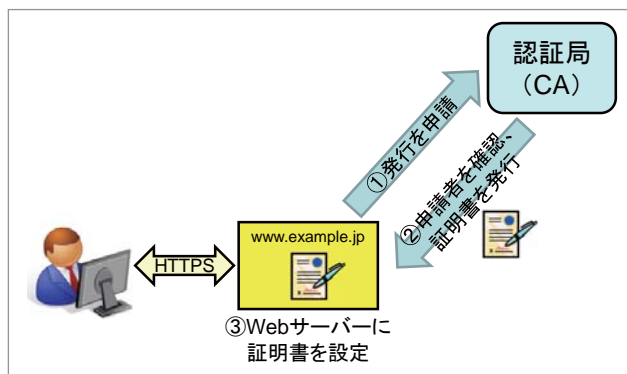 認証局
（CA）
①発行を申請
②申請者を確認、
証明書を発行
www.example.jp
HTTPS
③Webサーバーに
証明書を設定